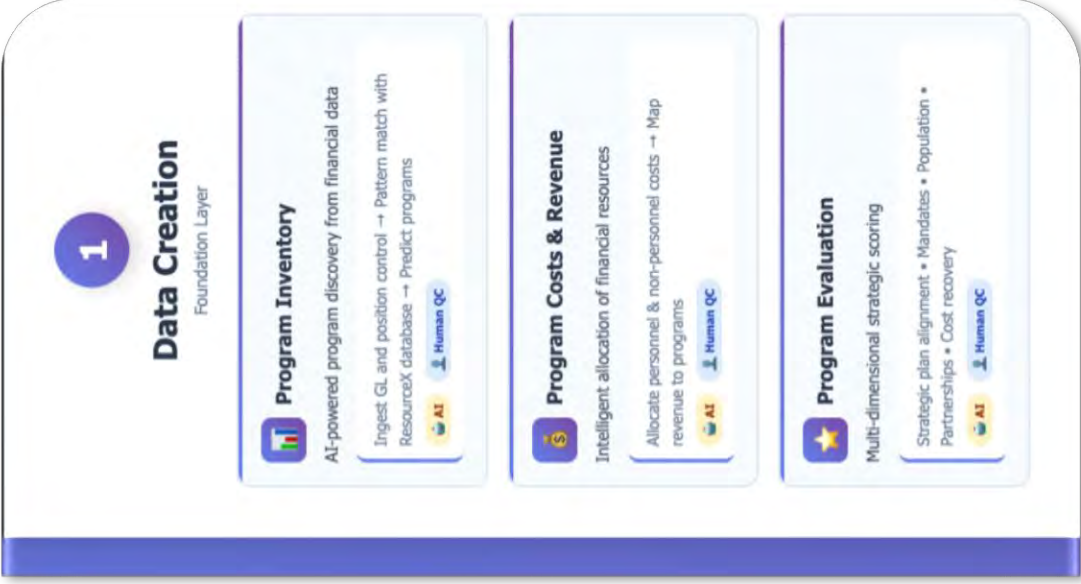 1
Data Creation
Foundation Layer
Program Inventory
AI-powered program discovery from financial data
Ingest GL and position control → Pattern match with
ResourceX database → Predict programs
AI
Human QC
Program Costs & Revenue
Intelligent allocation of financial resources
Allocate personnel & non-personnel costs → Map
revenue to programs
AI
Human QC
Program Evaluation
Multi-dimensional strategic scoring
Strategic plan alignment • Mandates • Population •
Partnerships • Cost recovery
AI
Human QC